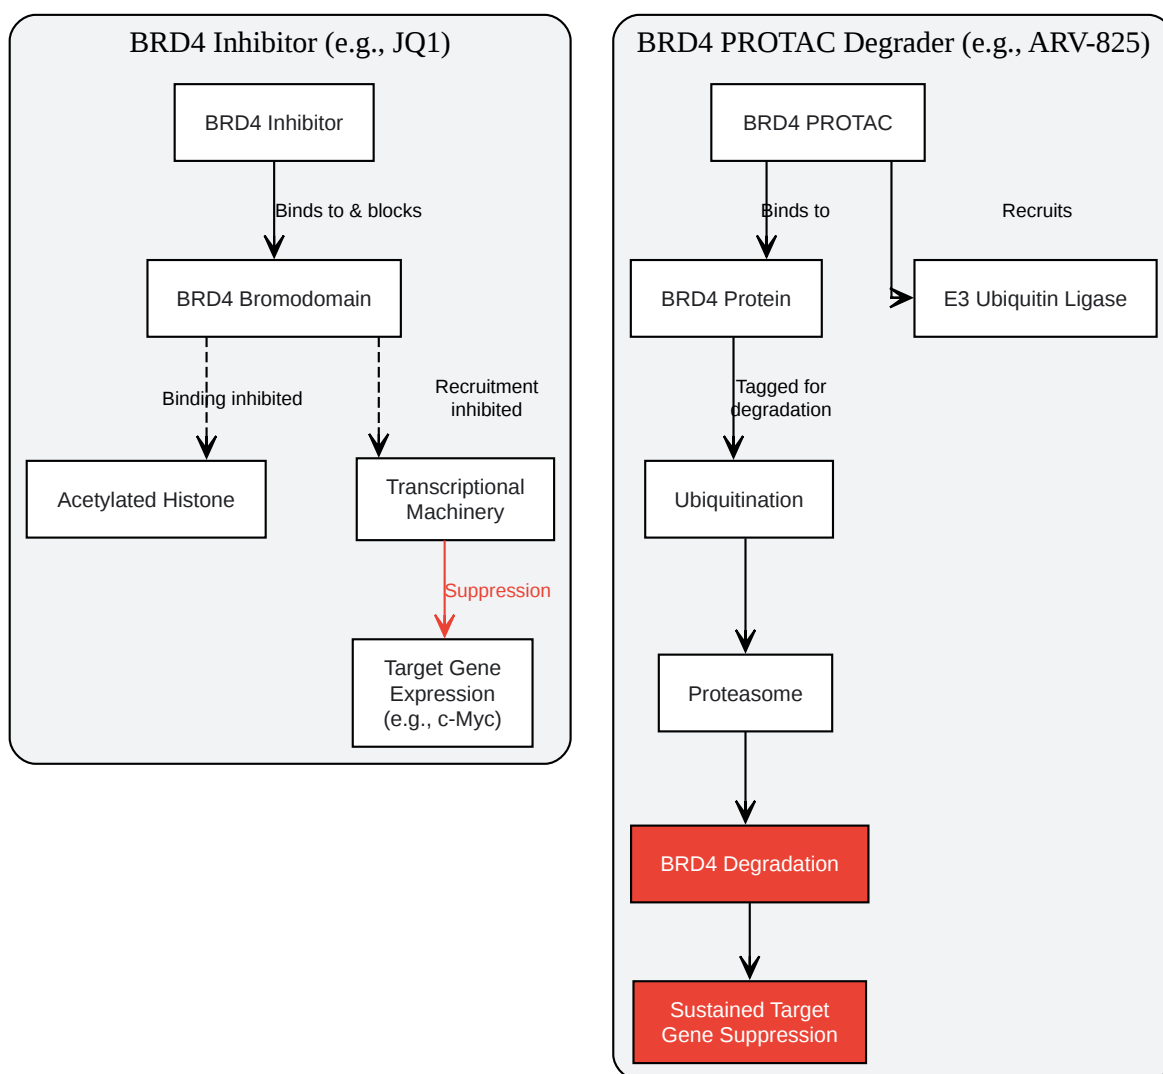 BRD4 Inhibitor (e.g., JQ1)
BRD4 Inhibitor
Binds to & blocks
BRD4 Bromodomain
Binding inhibited
Recruitment
inhibited
Acetylated Histone
Transcriptional
Machinery
Suppression
Target Gene
Expression
(e.g., c-Myc)
BRD4 PROTAC Degrader (e.g., ARV-825)
BRD4 PROTAC
Binds to
Recruits
BRD4 Protein
E3 Ubiquitin Ligase
Tagged for
degradation
Ubiquitination
Proteasome
BRD4 Degradation
Sustained Target
Gene Suppression